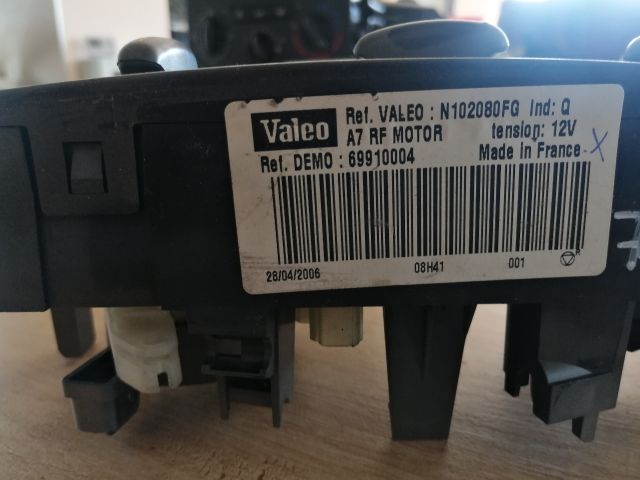 Valeo
Ref. VALEO : N102080FG Ind: Q
A7 RF MOTOR tension: 12V
Ref. DEMO : 69910004 Made in France X
28/04/2006 08H41 001 R